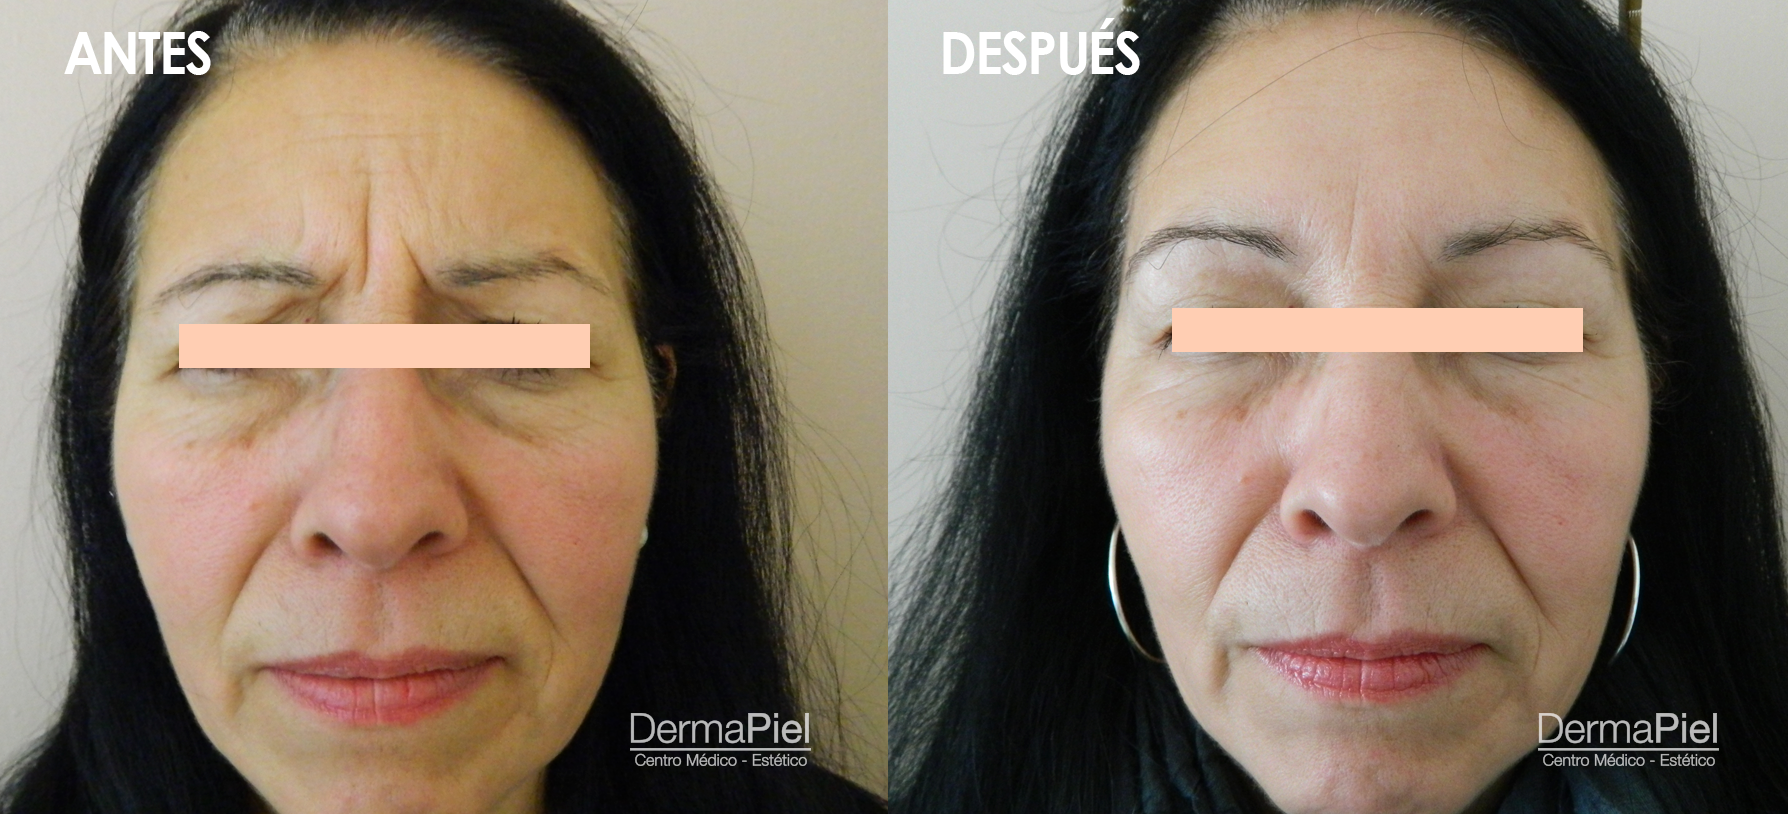 ANTES
DESPUÉS
DermaPiel
Centro Médico - Estético
DermaPiel
Centro Médico - Estético